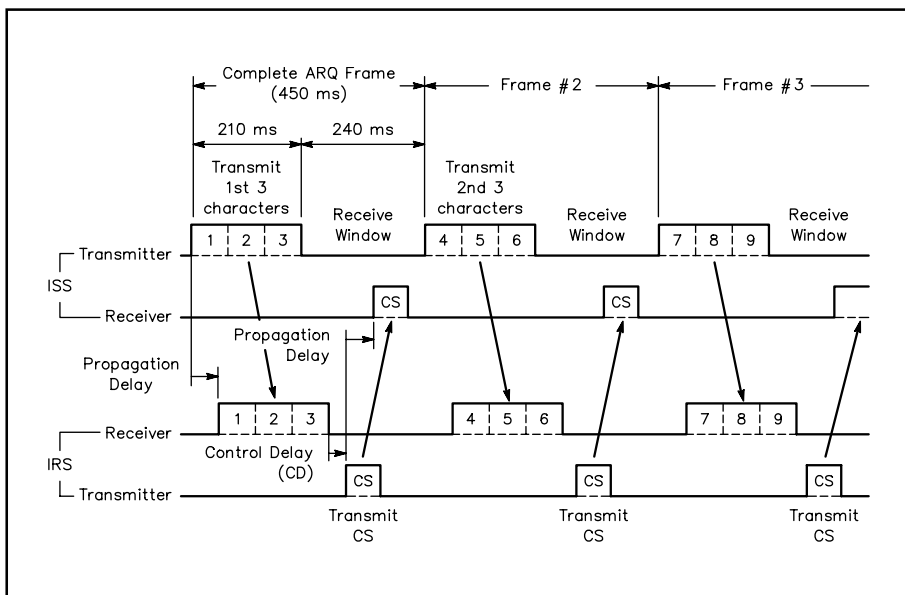 Complete ARQ Frame
(450 ms)
Frame #2
Frame #3
210 ms
240 ms
Transmit
1st 3
characters
Receive
Window
Transmit
2nd 3
characters
Receive
Window
Receive
Window
ISS
Transmitter
1 2 3
4 5 6
7 8 9
Receiver
CS
CS
Propagation
Delay
Propagation
Delay
IRS
Receiver
1 2 3
4 5 6
7 8 9
Control Delay
(CD)
Transmitter
CS
CS
CS
Transmit
CS
Transmit
CS
Transmit
CS